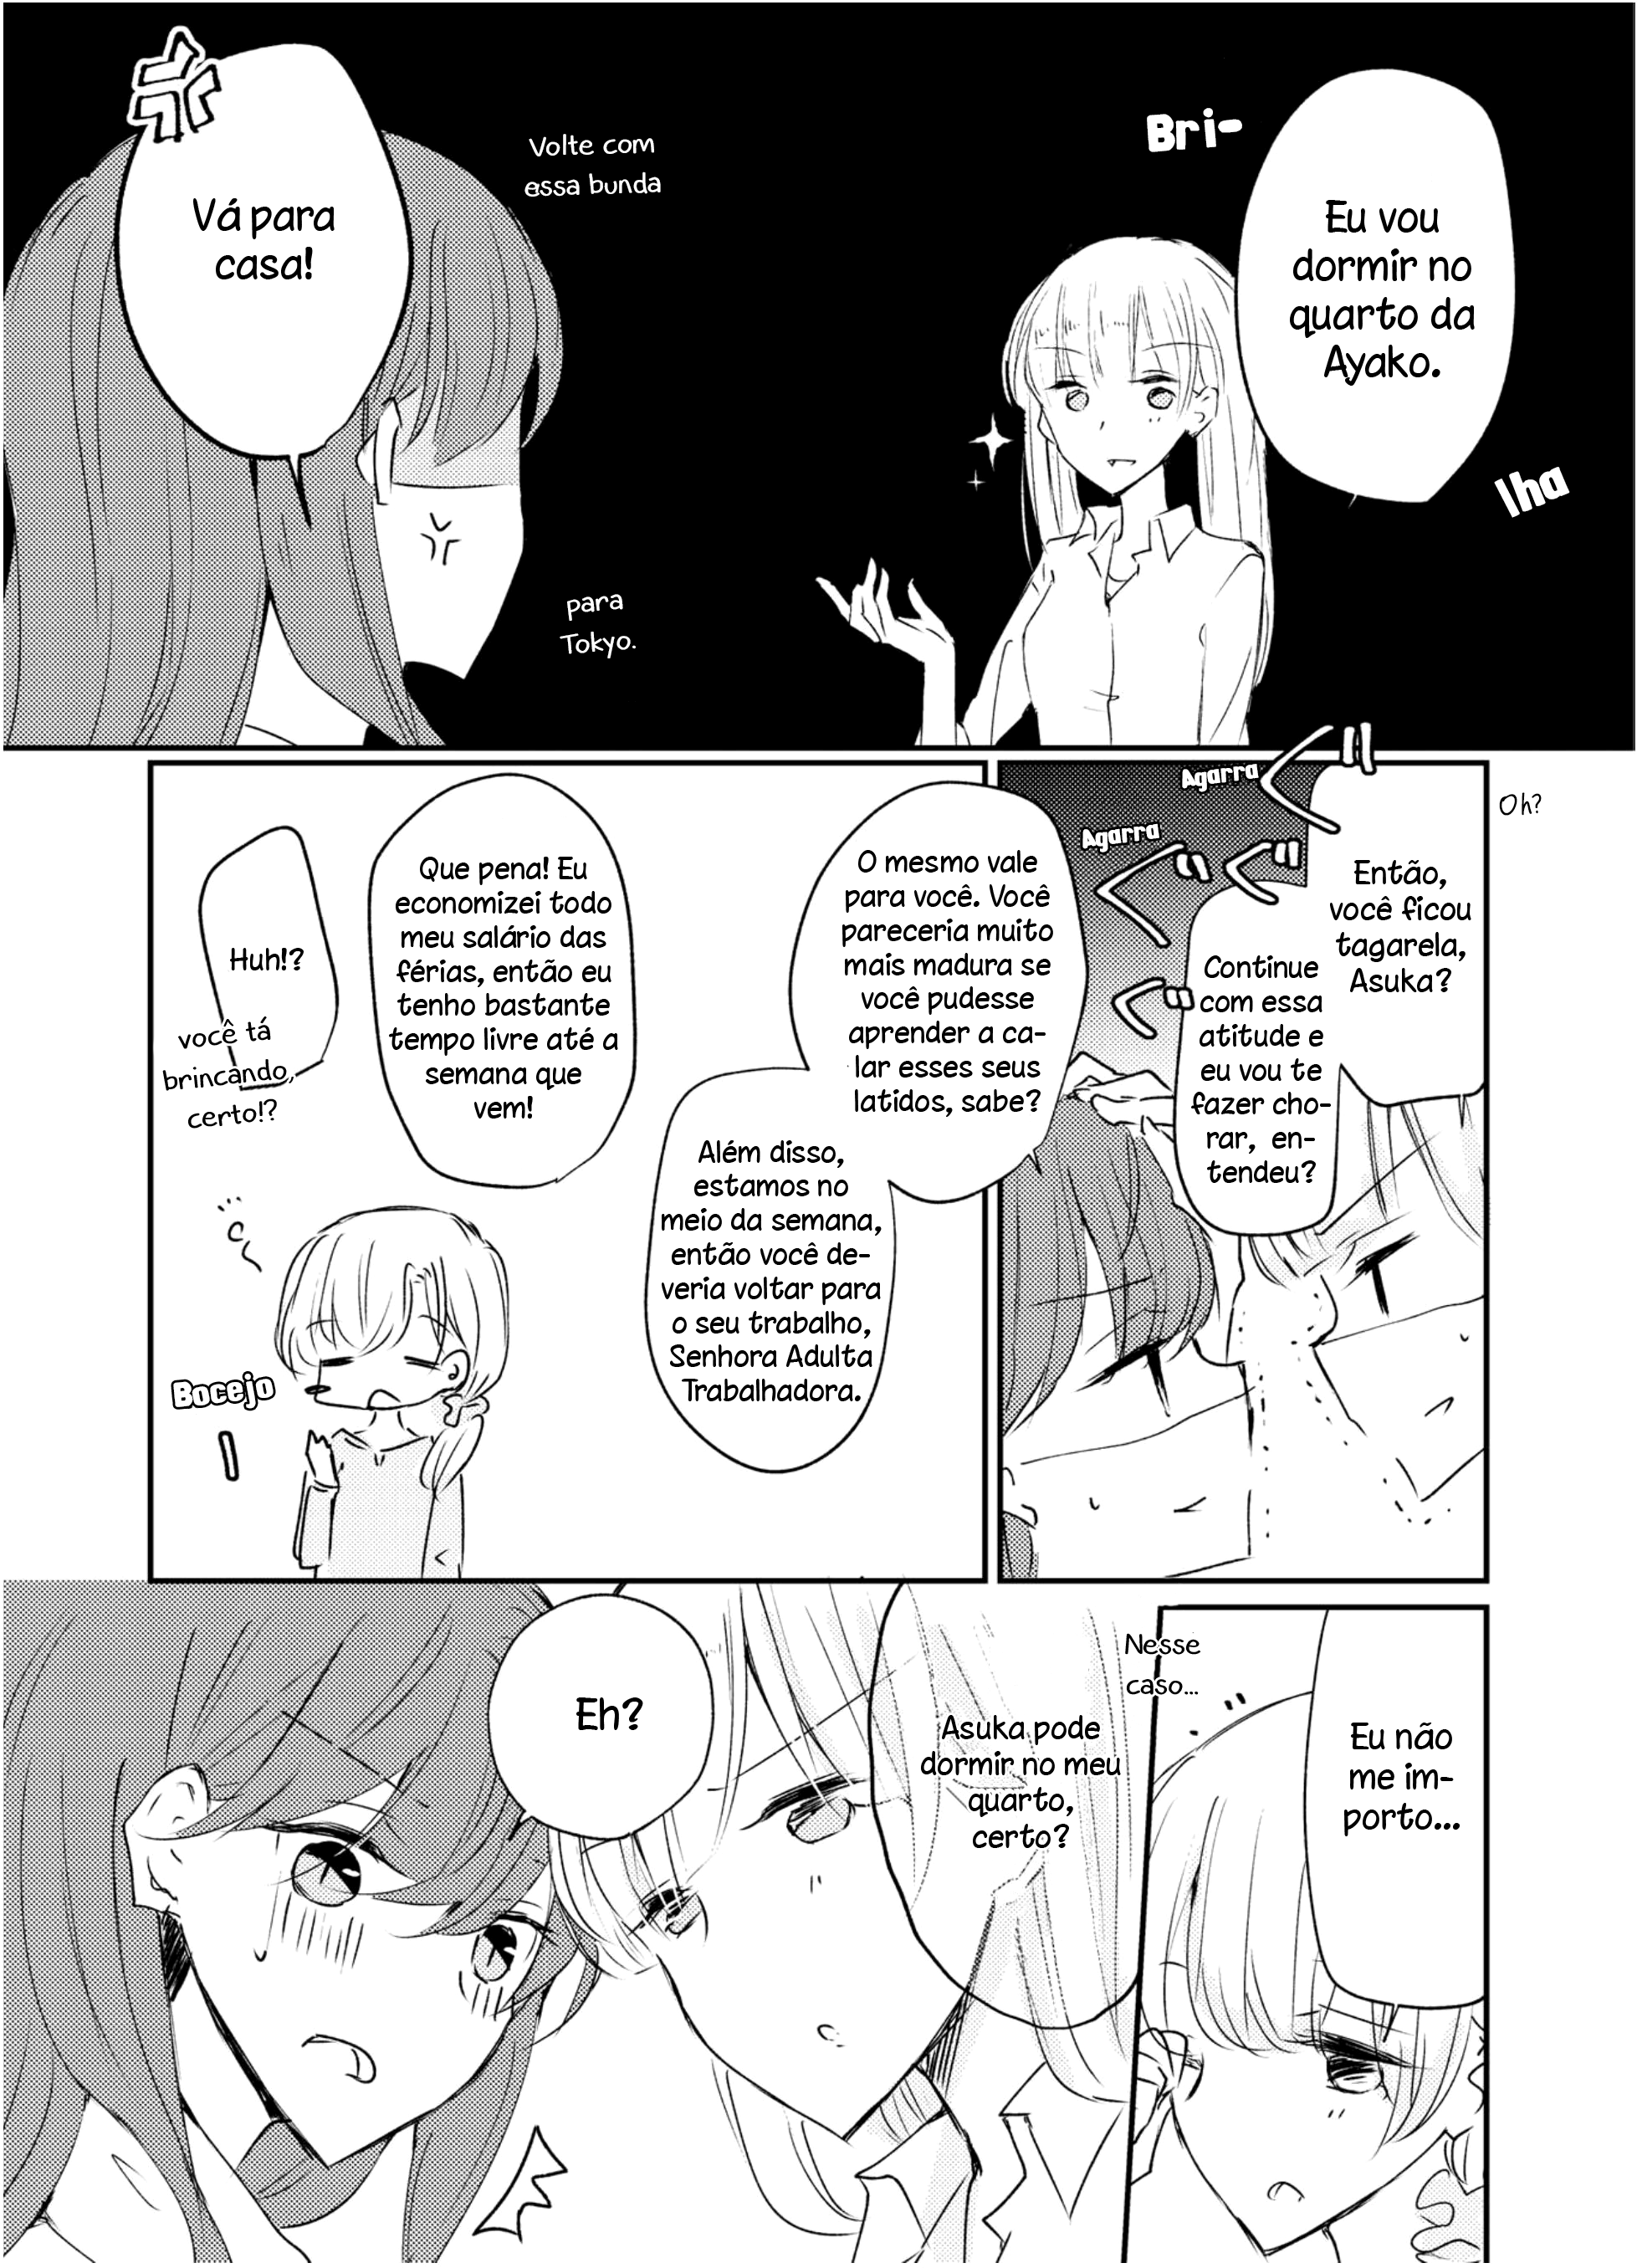 Bri-
Eu vou
dormir no
quarto da
Ayako.
lha
Volte com
essa bunda
para
Tokyo.
Vá para
casa!
Oh?
Então,
você ficou
tagarela,
Asuka?
Agarra
Agarra
Continue
com essa
atitude e
eu vou te
fazer cho-
rar, en-
tendeu?
O mesmo vale
para você. Você
pareceria muito
mais madura se
você pudesse
aprender a ca-
lar esses seus
latidos, sabe?
Além disso,
estamos no
meio da semana,
então você de-
veria voltar para
o seu trabalho,
Senhora Adulta
Trabalhadora.
Que pena! Eu
economizei todo
meu salário das
férias, então eu
tenho bastante
tempo livre até a
semana que
vem!
Huh!?
você tá
brincando,
certo!?
Bocejo
Eu não
me im-
porto...
Nesse
caso...
Asuka pode
dormir no meu
quarto,
certo?
Eh?